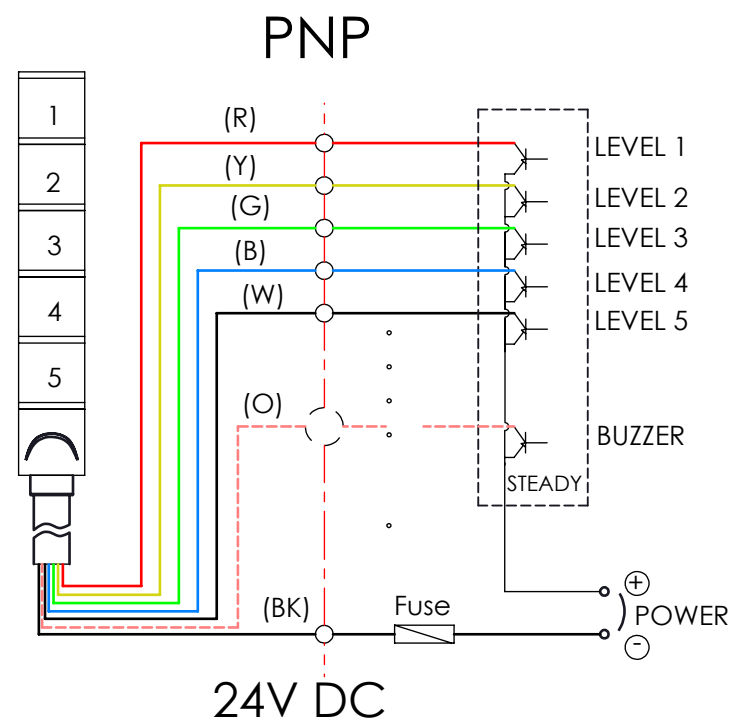 PNP
1
2
3
4
5
(R)
(Y)
(G)
(B)
(W)
(O)
(BK)
Fuse
LEVEL 1
LEVEL 2
LEVEL 3
LEVEL 4
LEVEL 5
BUZZER
STEADY
+
POWER
-
24V DC